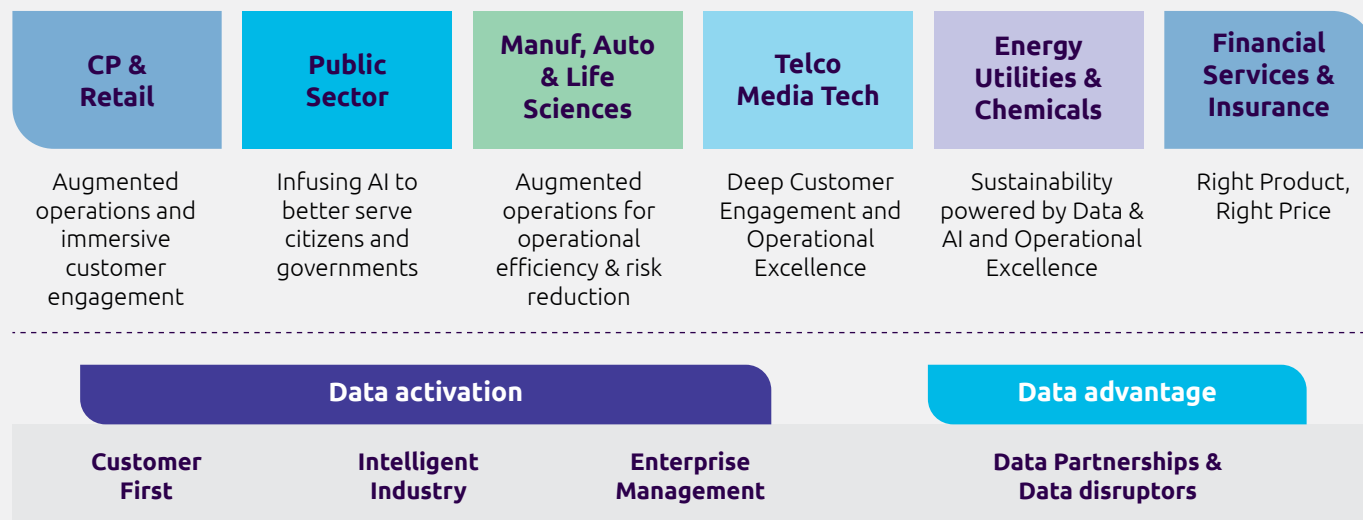 CP &
Retail
Public
Sector
Manuf, Auto
& Life
Sciences
Telco
Media Tech
Energy
Utilities &
Chemicals
Financial
Services &
Insurance
Augmented
operations and
immersive
customer
engagement
Infusing AI to
better serve
citizens and
governments
Augmented
operations for
operational
efficiency & risk
reduction
Deep Customer
Engagement and
Operational
Excellence
Sustainability
powered by Data &
AI and Operational
Excellence
Right Product,
Right Price
Data activation
Data advantage
Customer
First
Intelligent
Industry
Enterprise
Management
Data Partnerships &
Data disruptors